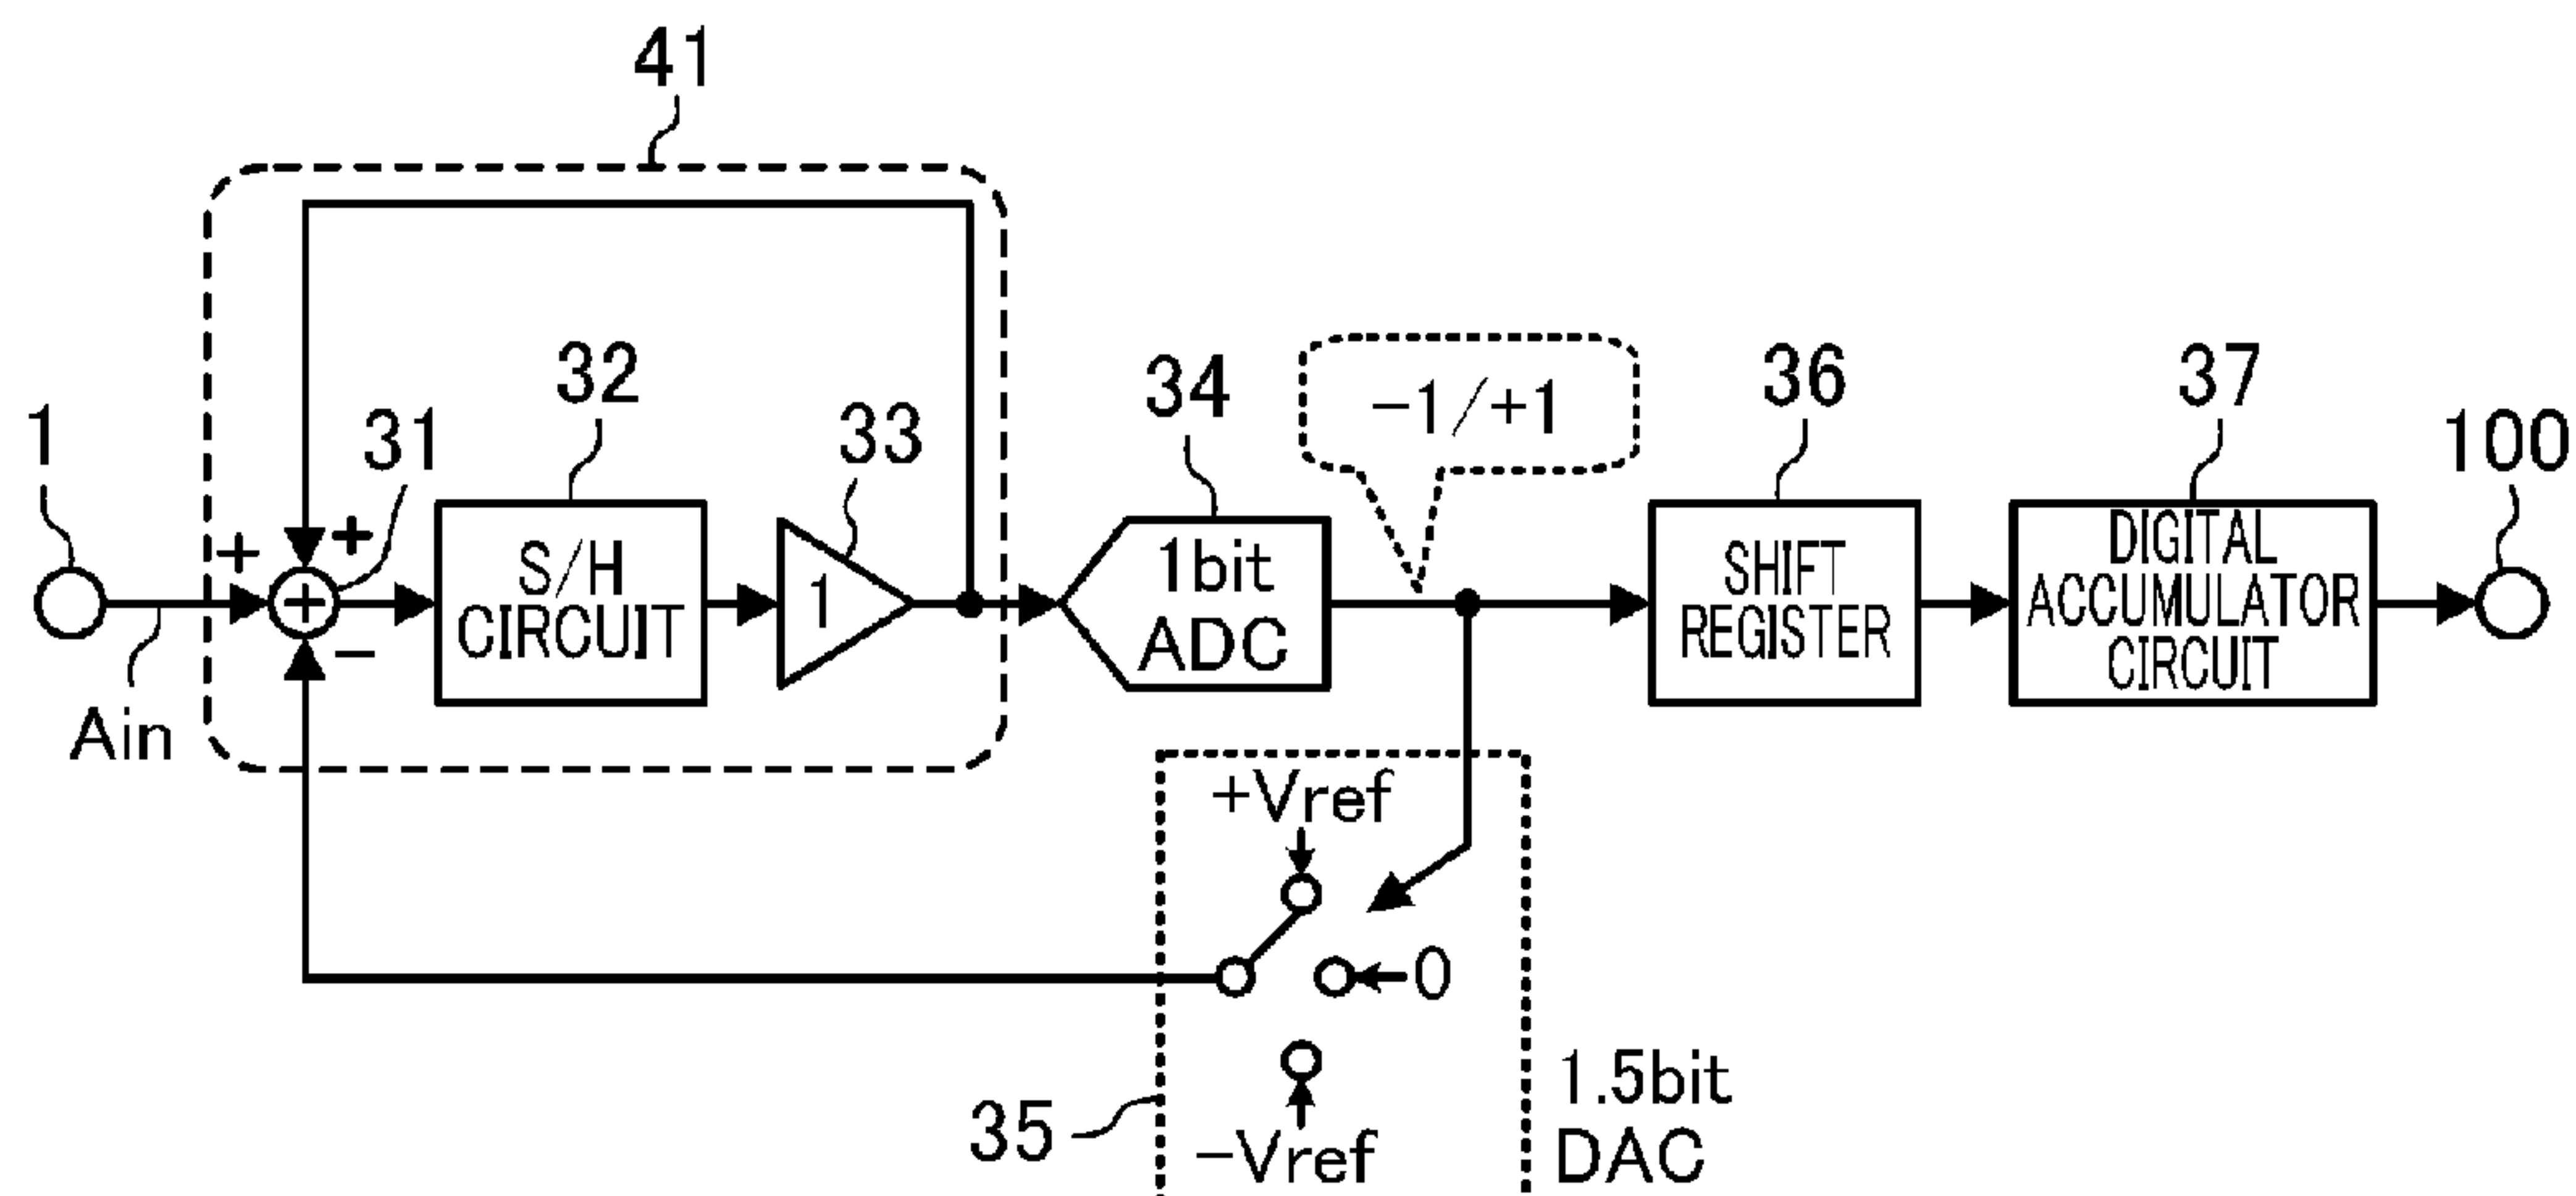 41
1
31
32
33
34
-1/+1
36
37
100
+
+
+
-
Ain
S/H
CIRCUIT
1
1bit
ADC
SHIFT
REGISTER
DIGITAL
ACCUMULATOR
CIRCUIT
+Vref
0
-Vref
35
1.5bit
DAC